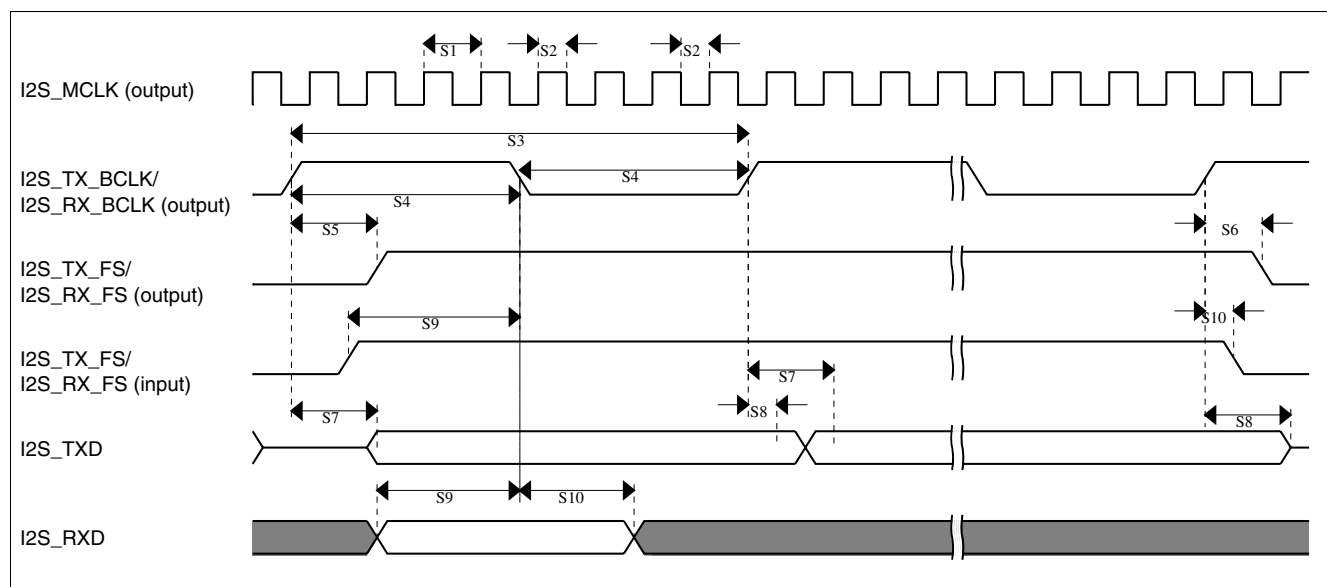 S1
S2
S2
I2S_MCLK (output)
S3
I2S_TX_BCLK/
I2S_RX_BCLK (output)
S4
S4
S5
S6
I2S_TX_FS/
I2S_RX_FS (output)
S9
S10
I2S_TX_FS/
I2S_RX_FS (input)
S7
S7
S8
S8
I2S_TXD
S9
S10
I2S_RXD